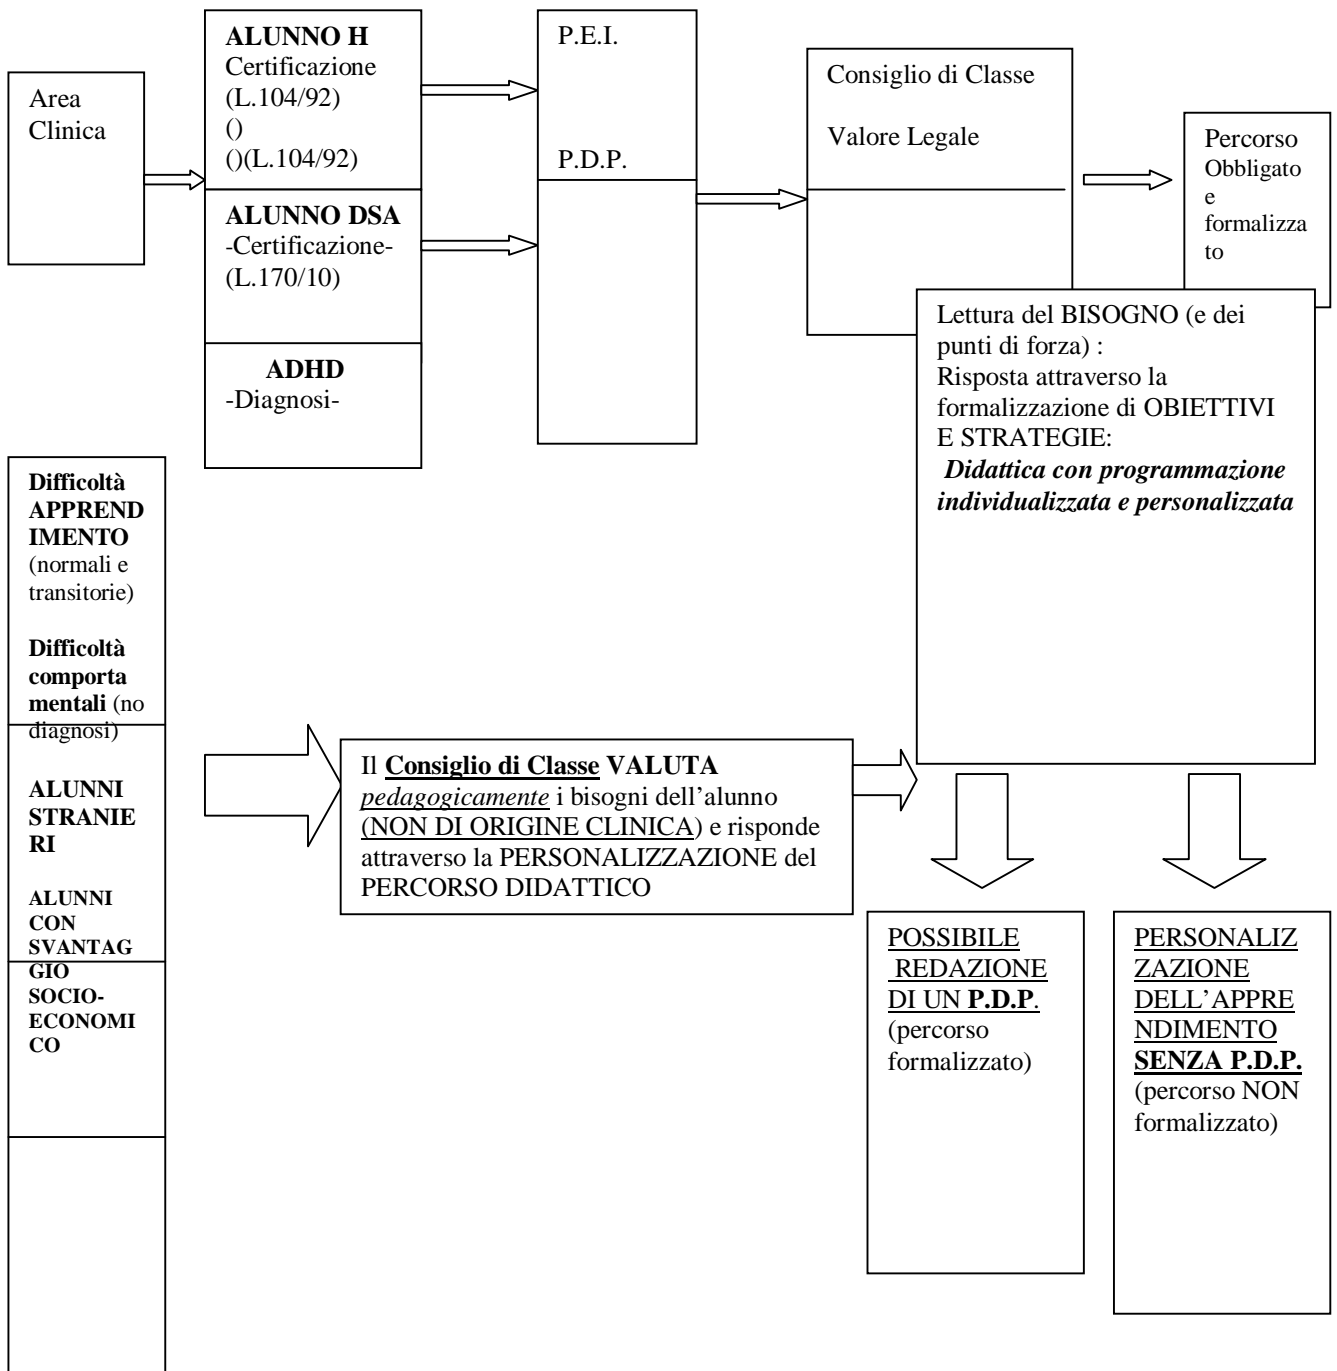 Area
Clinica
ALUNNO H
Certificazione
(L.104/92)
()
()(L.104/92)
ALUNNO DSA
-Certificazione-
(L.170/10)
ADHD
-Diagnosi-
P.E.I.
P.D.P.
Consiglio di Classe
Valore Legale
Percorso
Obbligato
e
formalizza
to
Lettura del BISOGNO (e dei
punti di forza) :
Risposta attraverso la
formalizzazione di OBIETTIVI
E STRATEGIE:
Didattica con programmazione
individualizzata e personalizzata
Difficoltà
APPREND
IMENTO
(normali e
transitorie)
Difficoltà
comporta
mentali (no
diagnosi)
ALUNNI
STRANIE
RI
ALUNNI
CON
SVANTAG
GIO
SOCIO-
ECONOMI
CO
Il Consiglio di Classe VALUTA
pedagogicamente i bisogni dell’alunno
(NON DI ORIGINE CLINICA) e risponde
attraverso la PERSONALIZZAZIONE del
PERCORSO DIDATTICO
POSSIBILE
REDAZIONE
DI UN P.D.P.
(percorso
formalizzato)
PERSONALIZ
ZAZIONE
DELL’APPRE
NDIMENTO
SENZA P.D.P.
(percorso NON
formalizzato)